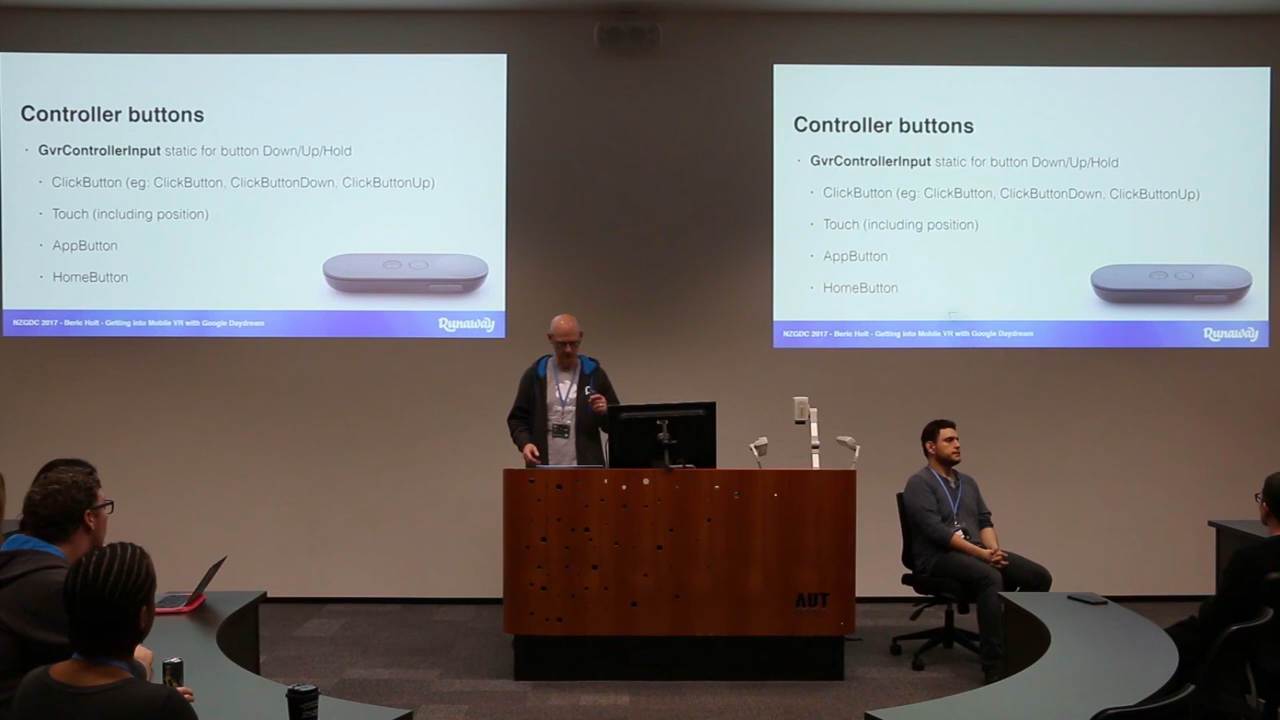 Controller buttons
· GvrControllerInput static for button Down/Up/Hold
· ClickButton (eg: ClickButton, ClickButtonDown, ClickButtonUp)
· Touch (including position)
· AppButton
· HomeButton
NZGDC 2017 - Beric Holt - Getting into Mobile VR with Google Daydream
Runaway
Controller buttons
· GvrControllerInput static for button Down/Up/Hold
· ClickButton (eg: ClickButton, ClickButtonDown, ClickButtonUp)
· Touch (including position)
· AppButton
· HomeButton
NZGDC 2017 - Beric Holt - Getting into Mobile VR with Google Daydream
Runaway
AUT